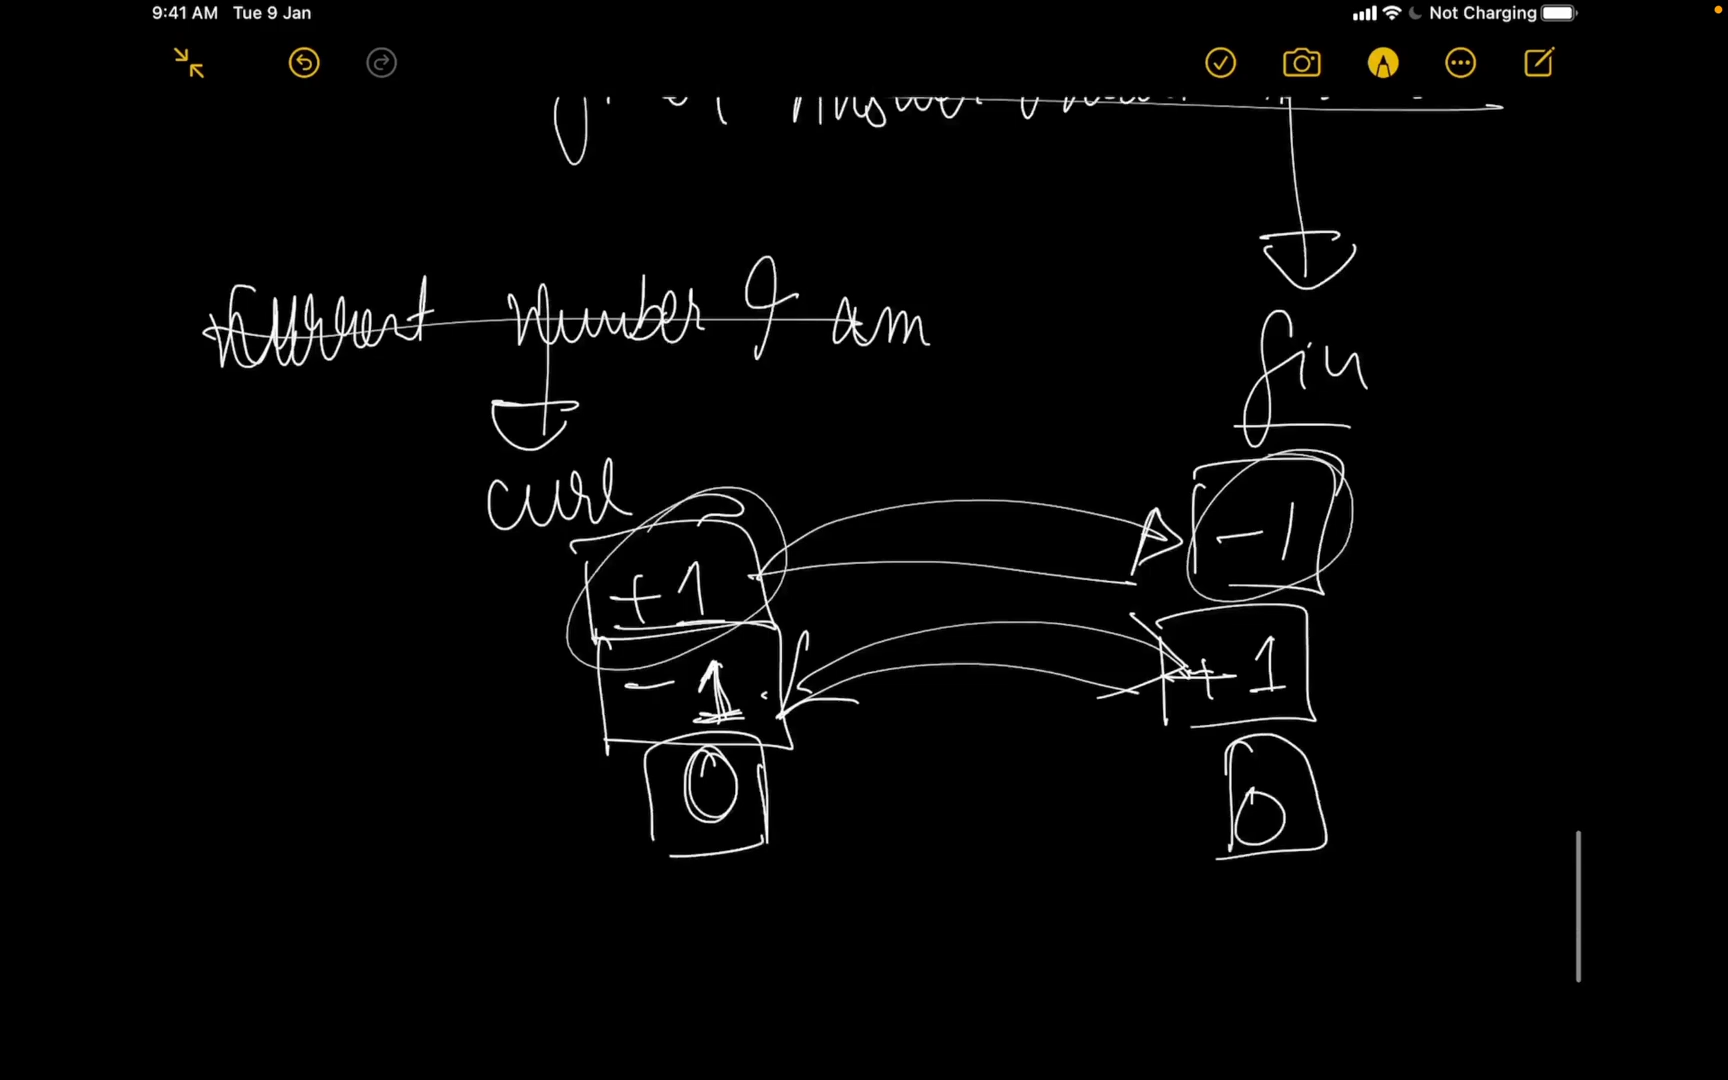 9:41 AM Tue 9 Jan
Not Charging
Answer
Current number I am
fin
curr
-1
+1
+1
-1
0
0